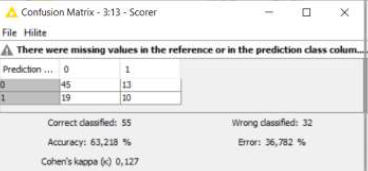 Confusion Matrix - 3:13 - Scorer
File Hilite
There were missing values in the reference or in the prediction class colum...
Prediction ... 0 1
0 45 13
1 19 10
Correct classified: 55 Wrong classified: 32
Accuracy: 63,218 % Error: 36,782 %
Cohen's kappa (κ) 0,127